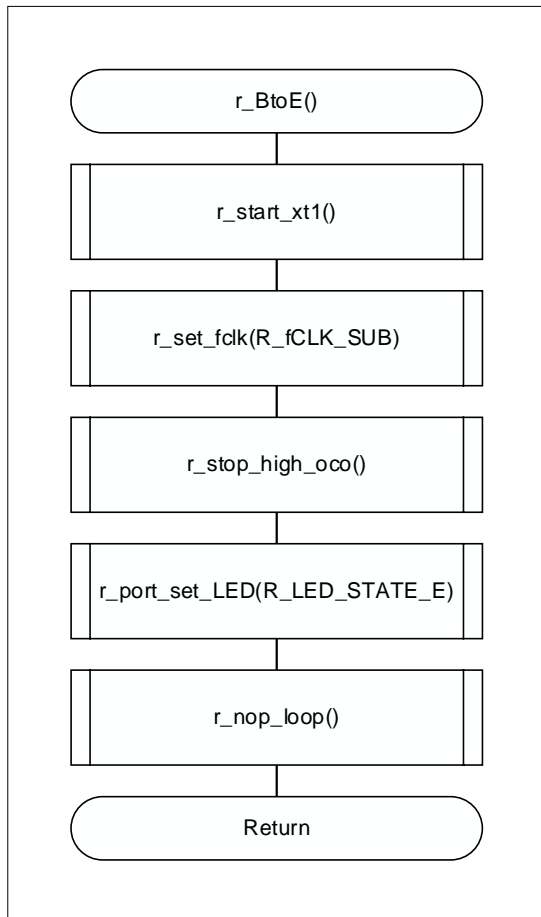 r_BtoE()
r_start_xt1()
r_set_fclk(R_fCLK_SUB)
r_stop_high_oco()
r_port_set_LED(R_LED_STATE_E)
r_nop_loop()
Return